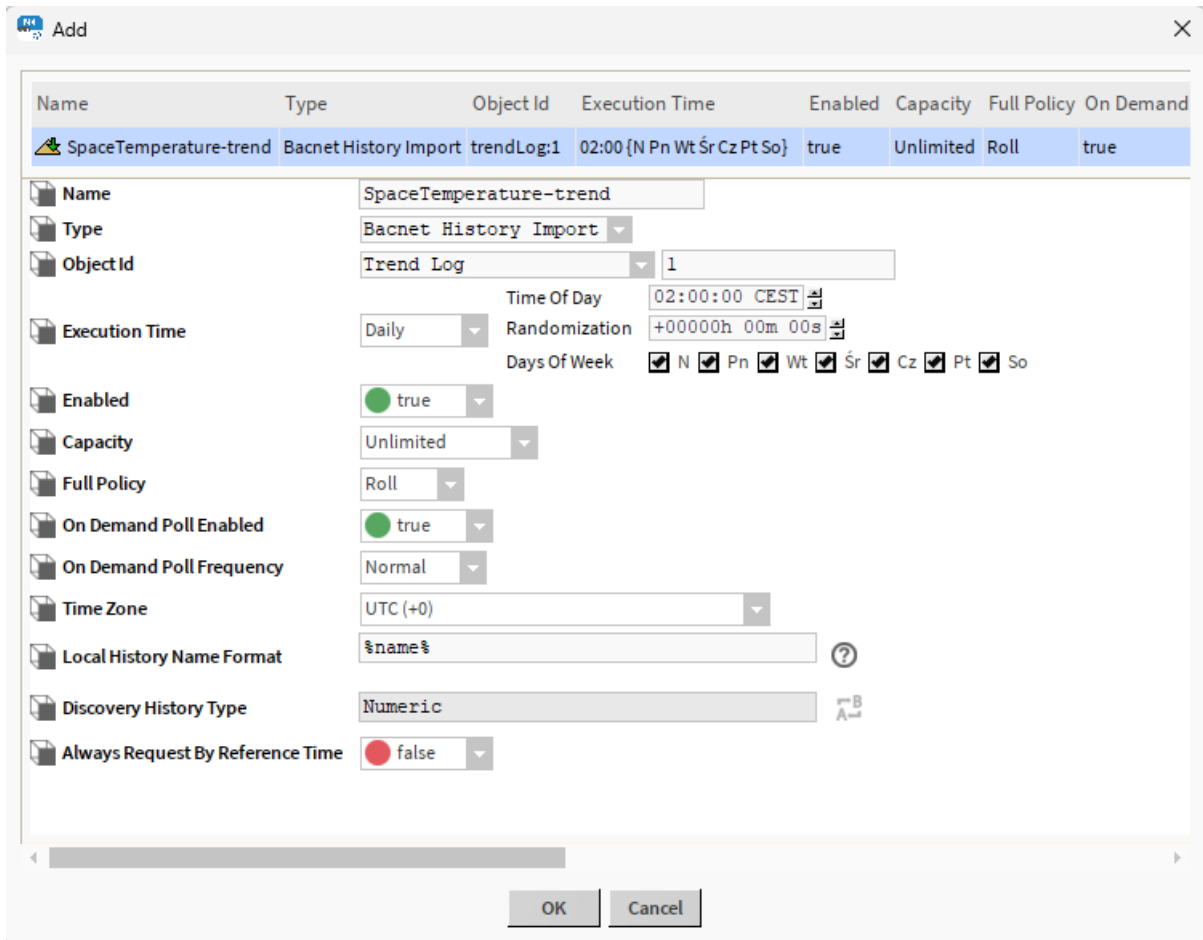 N4
Add
Name Type Object Id Execution Time Enabled Capacity Full Policy On Demand
SpaceTemperature-trend Bacnet History Import trendLog:1 02:00 {N Pn Wt Śr Cz Pt So} true Unlimited Roll true
Name SpaceTemperature-trend
Type Bacnet History Import
Object Id Trend Log 1
Time Of Day 02:00:00 CEST
Execution Time Daily Randomization +00000h 00m 00s
Days Of Week N Pn Wt Śr Cz Pt So
Enabled true
Capacity Unlimited
Full Policy Roll
On Demand Poll Enabled true
On Demand Poll Frequency Normal
Time Zone UTC (+0)
Local History Name Format %name% ?
Discovery History Type Numeric A B
Always Request By Reference Time false
OK Cancel